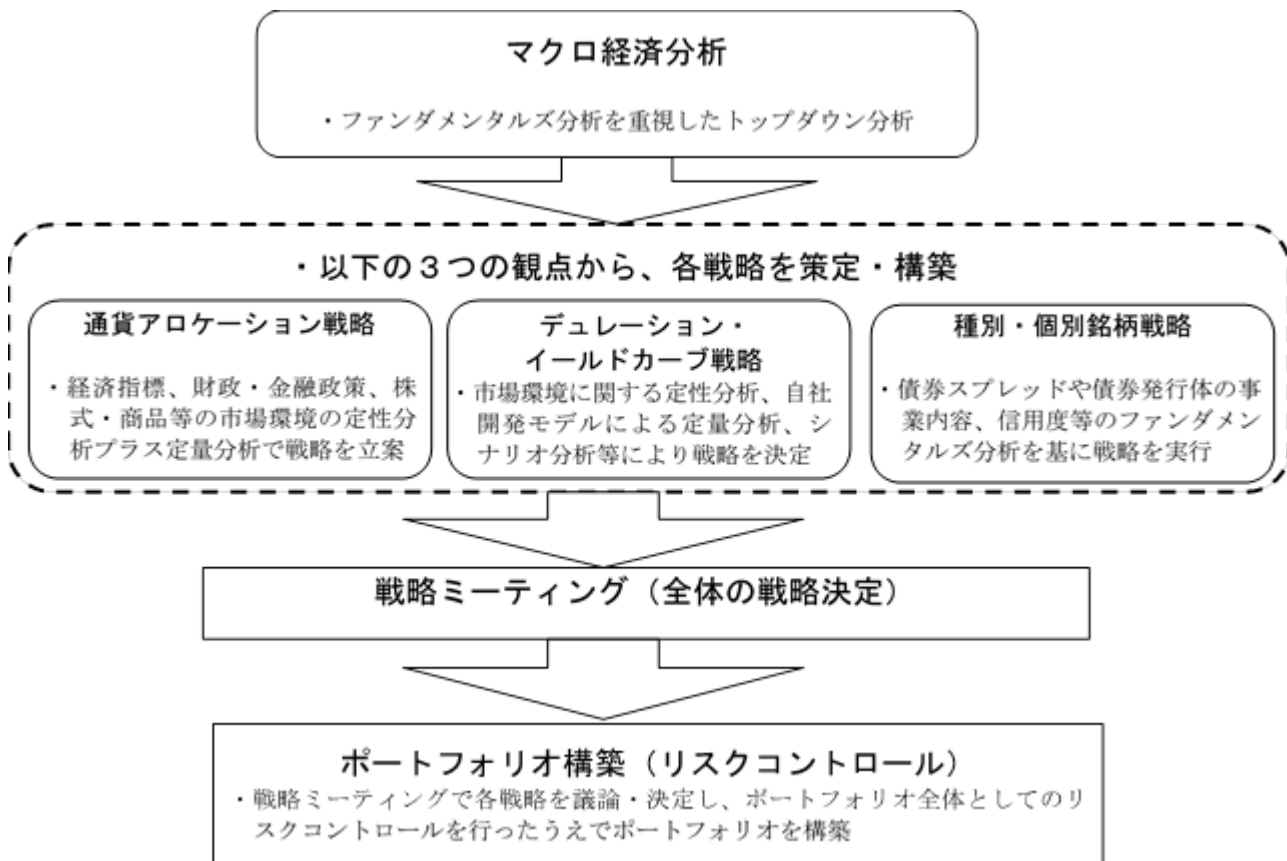 マクロ経済分析
・ファンダメンタルズ分析を重視したトップダウン分析
・以下の３つの観点から、各戦略を策定・構築
通貨アロケーション戦略
・経済指標、財政・金融政策、株
式・商品等の市場環境の定性分
析プラス定量分析で戦略を立案
デュレーション・
イールドカーブ戦略
・市場環境に関する定性分析、自社
開発モデルによる定量分析、シ
ナリオ分析等により戦略を決定
種別・個別銘柄戦略
・債券スプレッドや債券発行体の事
業内容、信用度等のファンダメン
タルズ分析を基に戦略を実行
戦略ミーティング（全体の戦略決定）
ポートフォリオ構築（リスクコントロール）
・戦略ミーティングで各戦略を議論・決定し、ポートフォリオ全体としてのリ
スクコントロールを行ったうえでポートフォリオを構築